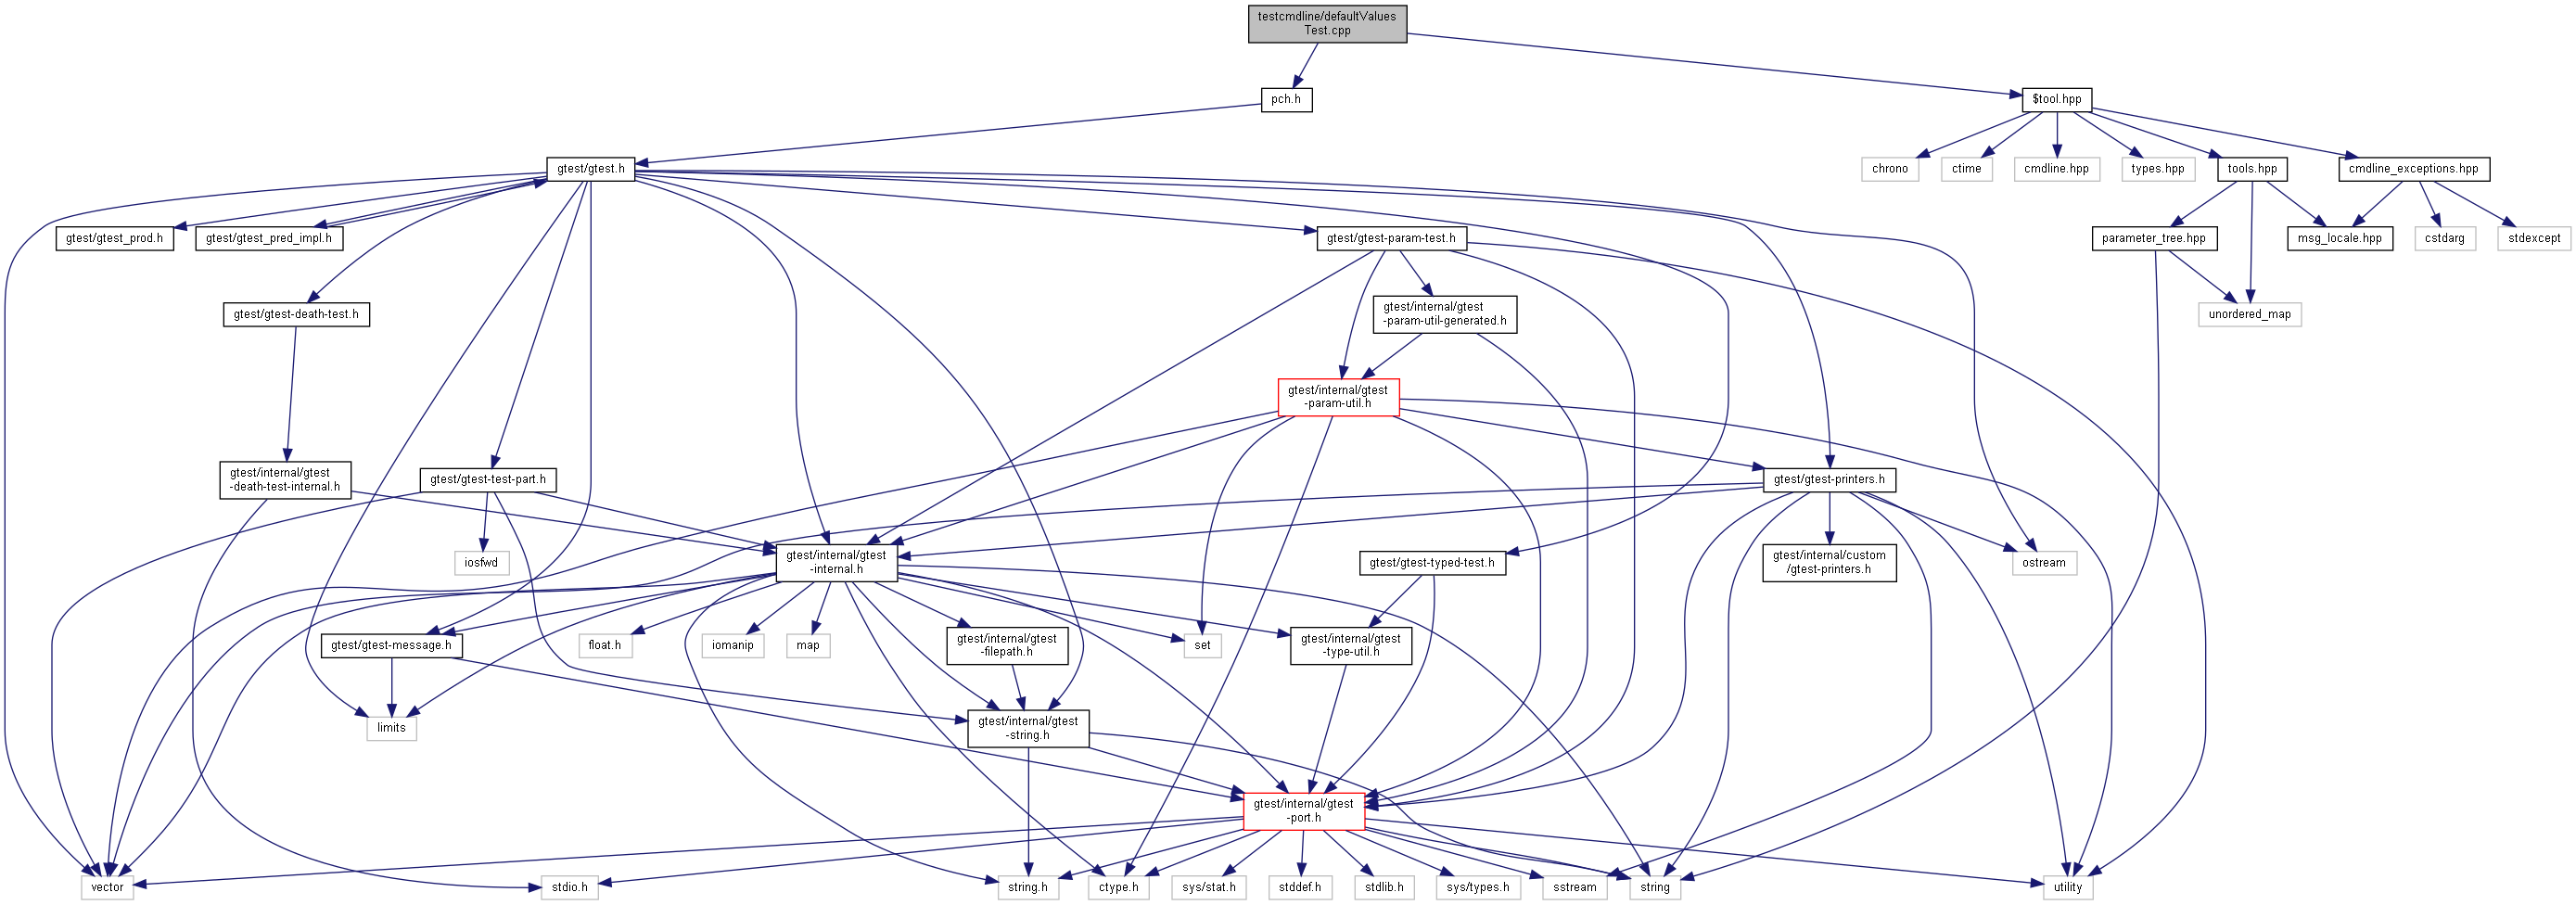 testcmdline/defaultValues
Test.cpp
pch.h
$tool.hpp
gtest/gtest.h
chrono
ctime
cmdline.hpp
types.hpp
tools.hpp
cmdline_exceptions.hpp
gtest/gtest_prod.h
gtest/gtest_pred_impl.h
gtest/gtest-param-test.h
parameter_tree.hpp
msg_locale.hpp
cstdarg
stdexcept
gtest/gtest-death-test.h
gtest/internal/gtest
-param-util-generated.h
unordered_map
gtest/internal/gtest
-param-util.h
gtest/internal/gtest
-death-test-internal.h
gtest/gtest-test-part.h
gtest/gtest-printers.h
iosfwd
gtest/internal/gtest
-internal.h
gtest/gtest-typed-test.h
gtest/internal/custom
/gtest-printers.h
ostream
gtest/gtest-message.h
float.h
iomanip
map
gtest/internal/gtest
-filepath.h
set
gtest/internal/gtest
-type-util.h
limits
gtest/internal/gtest
-string.h
gtest/internal/gtest
-port.h
vector
stdio.h
string.h
ctype.h
sys/stat.h
stddef.h
stdlib.h
sys/types.h
sstream
string
utility